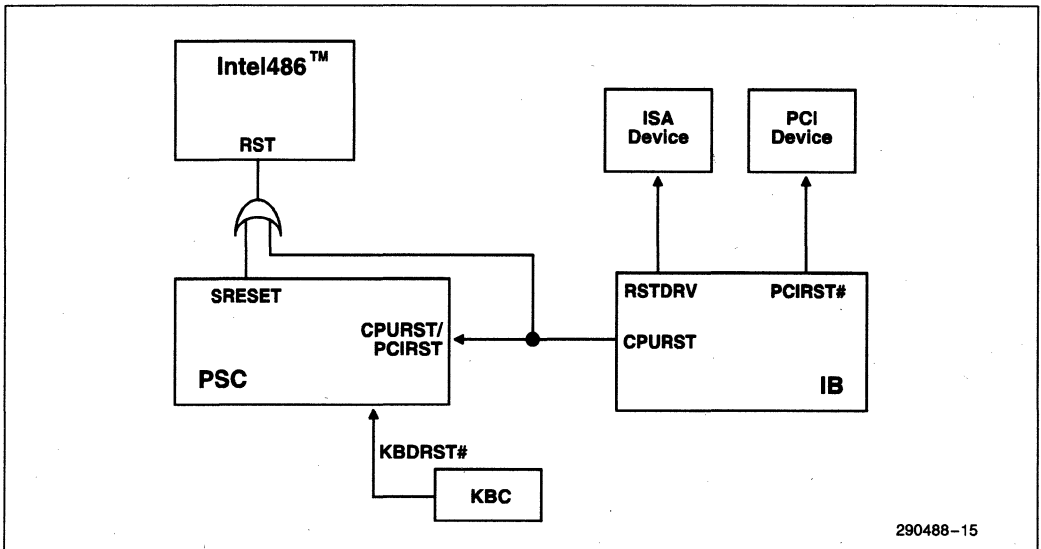 Intel486™
RST
ISA
Device
PCI
Device
SRESET
CPURST/
PCIRST
PSC
RSTDRV
PCIRST#
CPURST
IB
KBDRST#
KBC
290488-15